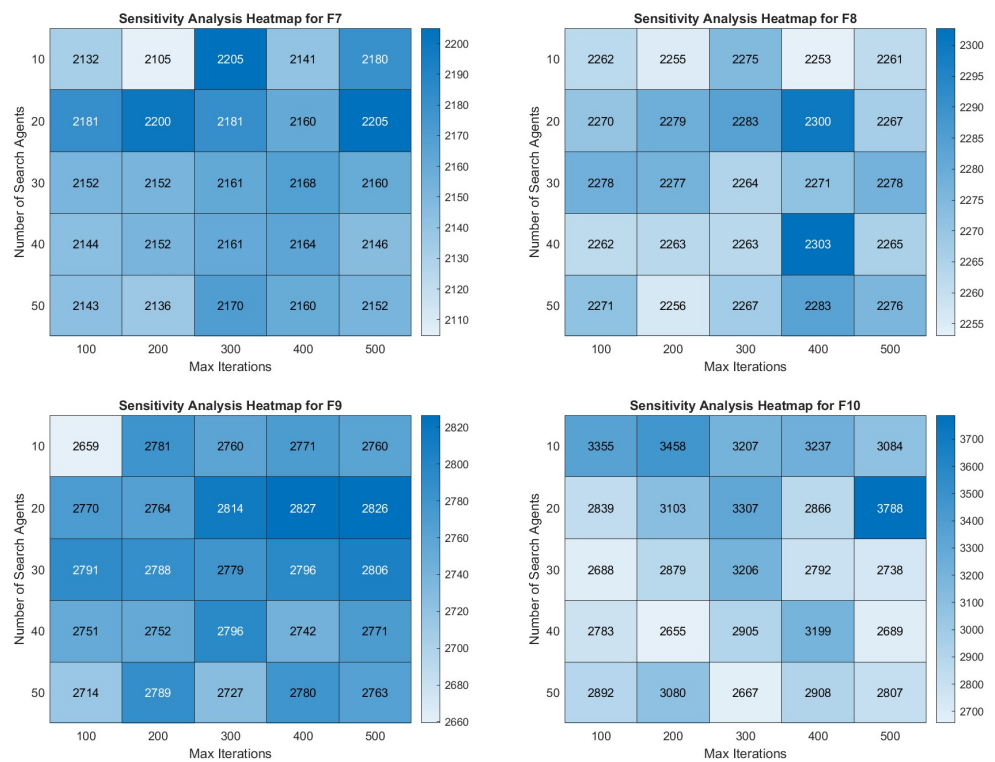 Sensitivity Analysis Heatmap for F7
Number of Search Agents
10 2132 2105 2205 2141 2180
20 2181 2200 2181 2160 2205
30 2152 2152 2161 2168 2160
40 2144 2152 2161 2164 2146
50 2143 2136 2170 2160 2152
100 200 300 400 500
Max Iterations
2200
2190
2180
2170
2160
2150
2140
2130
2120
2110
Sensitivity Analysis Heatmap for F8
Number of Search Agents
10 2262 2255 2275 2253 2261
20 2270 2279 2283 2300 2267
30 2278 2277 2264 2271 2278
40 2262 2263 2263 2303 2265
50 2271 2256 2267 2283 2276
100 200 300 400 500
Max Iterations
2300
2295
2290
2285
2280
2275
2270
2265
2260
2255
Sensitivity Analysis Heatmap for F9
Number of Search Agents
10 2659 2781 2760 2771 2760
20 2770 2764 2814 2827 2826
30 2791 2788 2779 2796 2806
40 2751 2752 2796 2742 2771
50 2714 2789 2727 2780 2763
100 200 300 400 500
Max Iterations
2820
2800
2780
2760
2740
2720
2700
2680
2660
Sensitivity Analysis Heatmap for F10
Number of Search Agents
10 3355 3458 3207 3237 3084
20 2839 3103 3307 2866 3788
30 2688 2879 3206 2792 2738
40 2783 2655 2905 3199 2689
50 2892 3080 2667 2908 2807
100 200 300 400 500
Max Iterations
3700
3600
3500
3400
3300
3200
3100
3000
2900
2800
2700